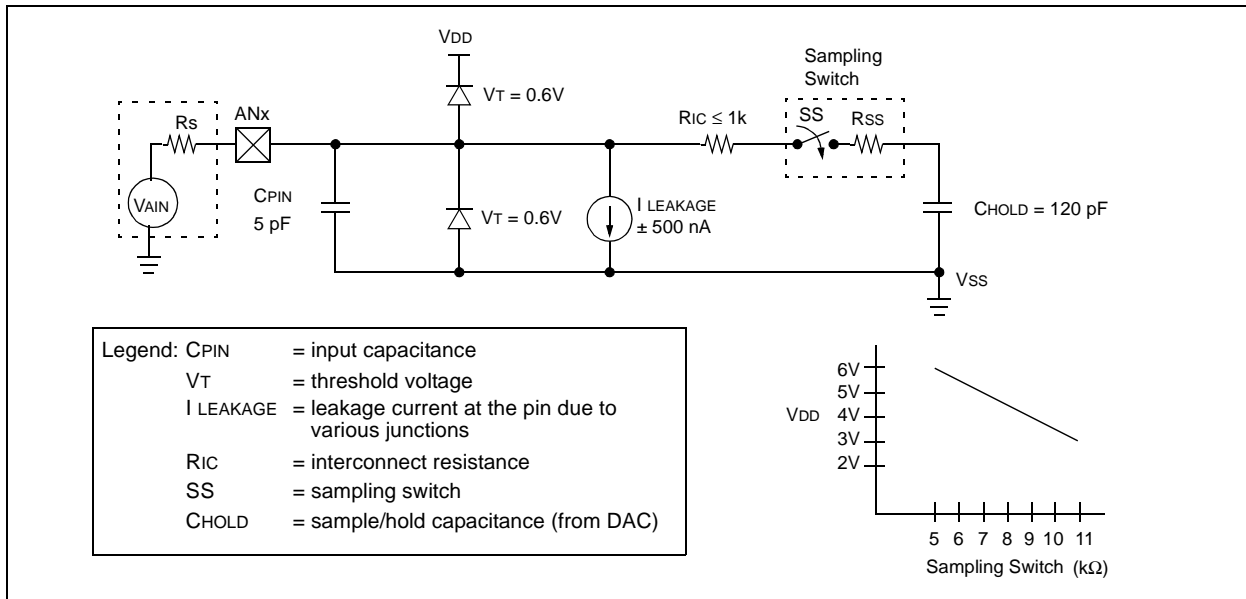 VDD
Sampling
Switch
VT = 0.6V
ANx
Rs
RIC ≤ 1k
SS
RSS
VAIN
CPIN
5 pF
VT = 0.6V
I LEAKAGE
± 500 nA
CHOLD = 120 pF
VSS
Legend: CPIN = input capacitance
VT = threshold voltage
I LEAKAGE = leakage current at the pin due to
various junctions
RIC = interconnect resistance
SS = sampling switch
CHOLD = sample/hold capacitance (from DAC)
6V
5V
VDD 4V
3V
2V
5 6 7 8 9 10 11
Sampling Switch (kΩ)